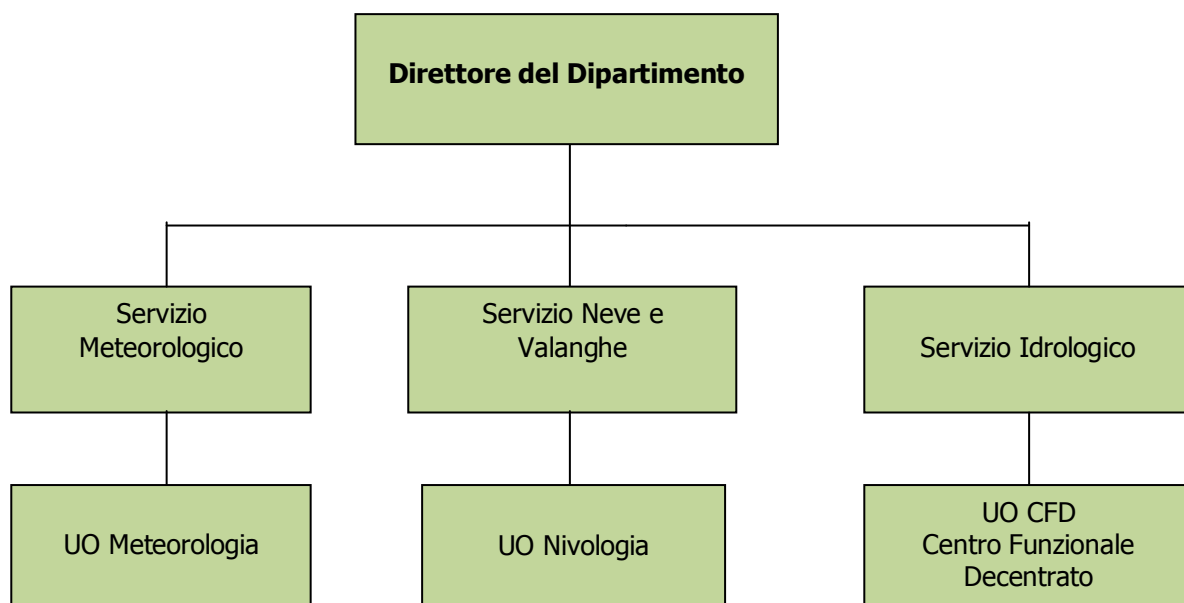 Direttore del Dipartimento
Servizio
Meteorologico
Servizio Neve e
Valanghe
Servizio Idrologico
UO Meteorologia
UO Nivologia
UO CFD
Centro Funzionale
Decentrato